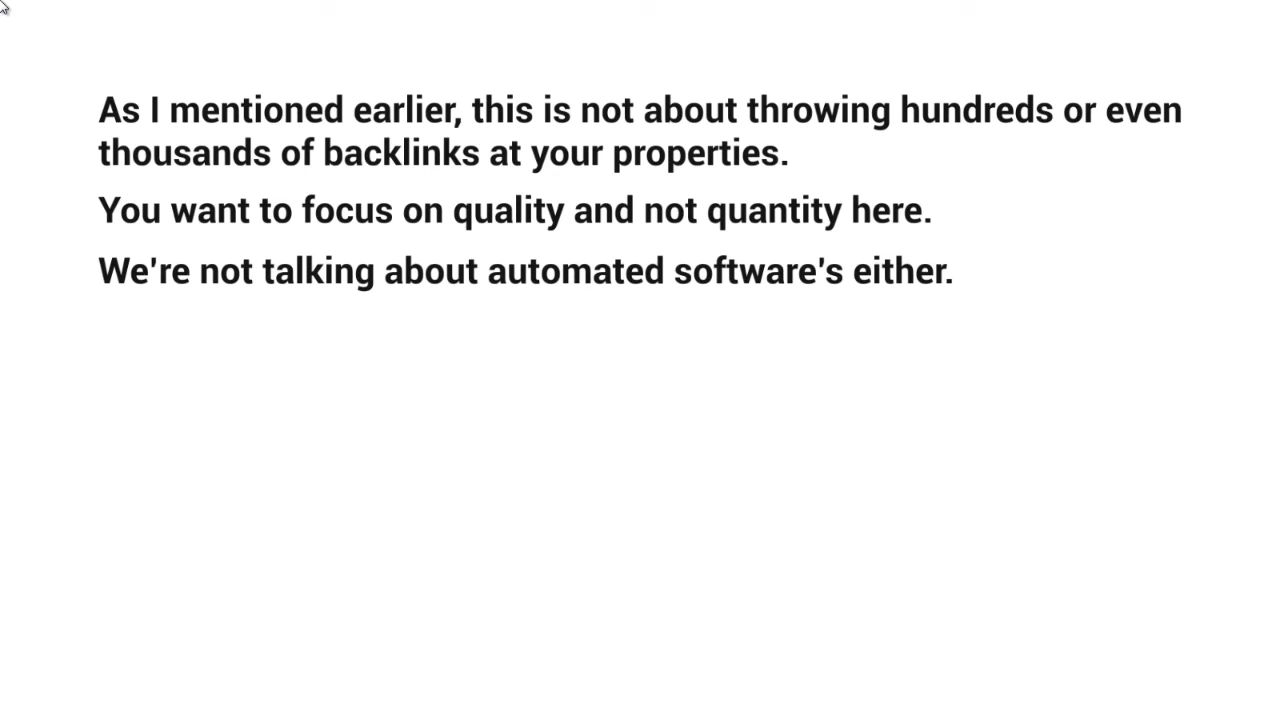 As I mentioned earlier, this is not about throwing hundreds or even
thousands of backlinks at your properties.
You want to focus on quality and not quantity here.
We're not talking about automated software's either.